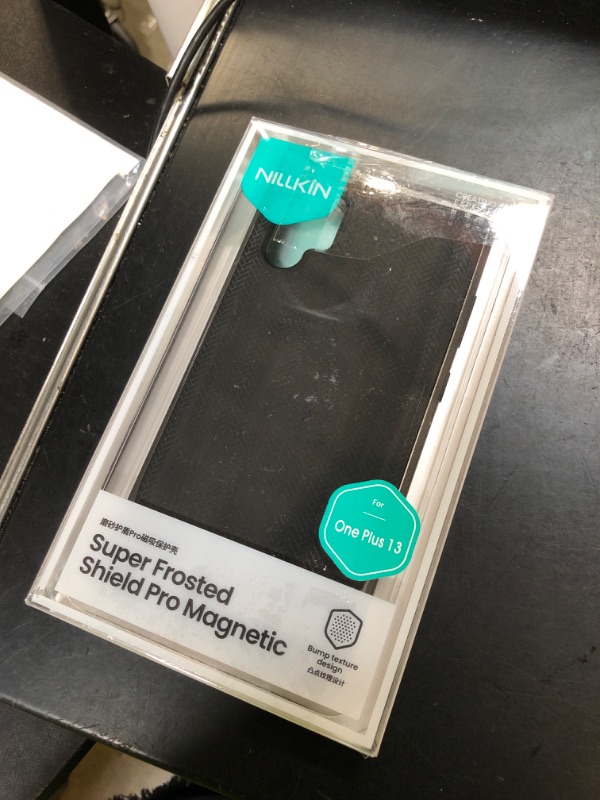 NILLKIN
For
One Plus 13
磨砂护盾Pro磁吸保护壳
Super Frosted
Shield Pro Magnetic
Bump texture
design
凸点纹理设计